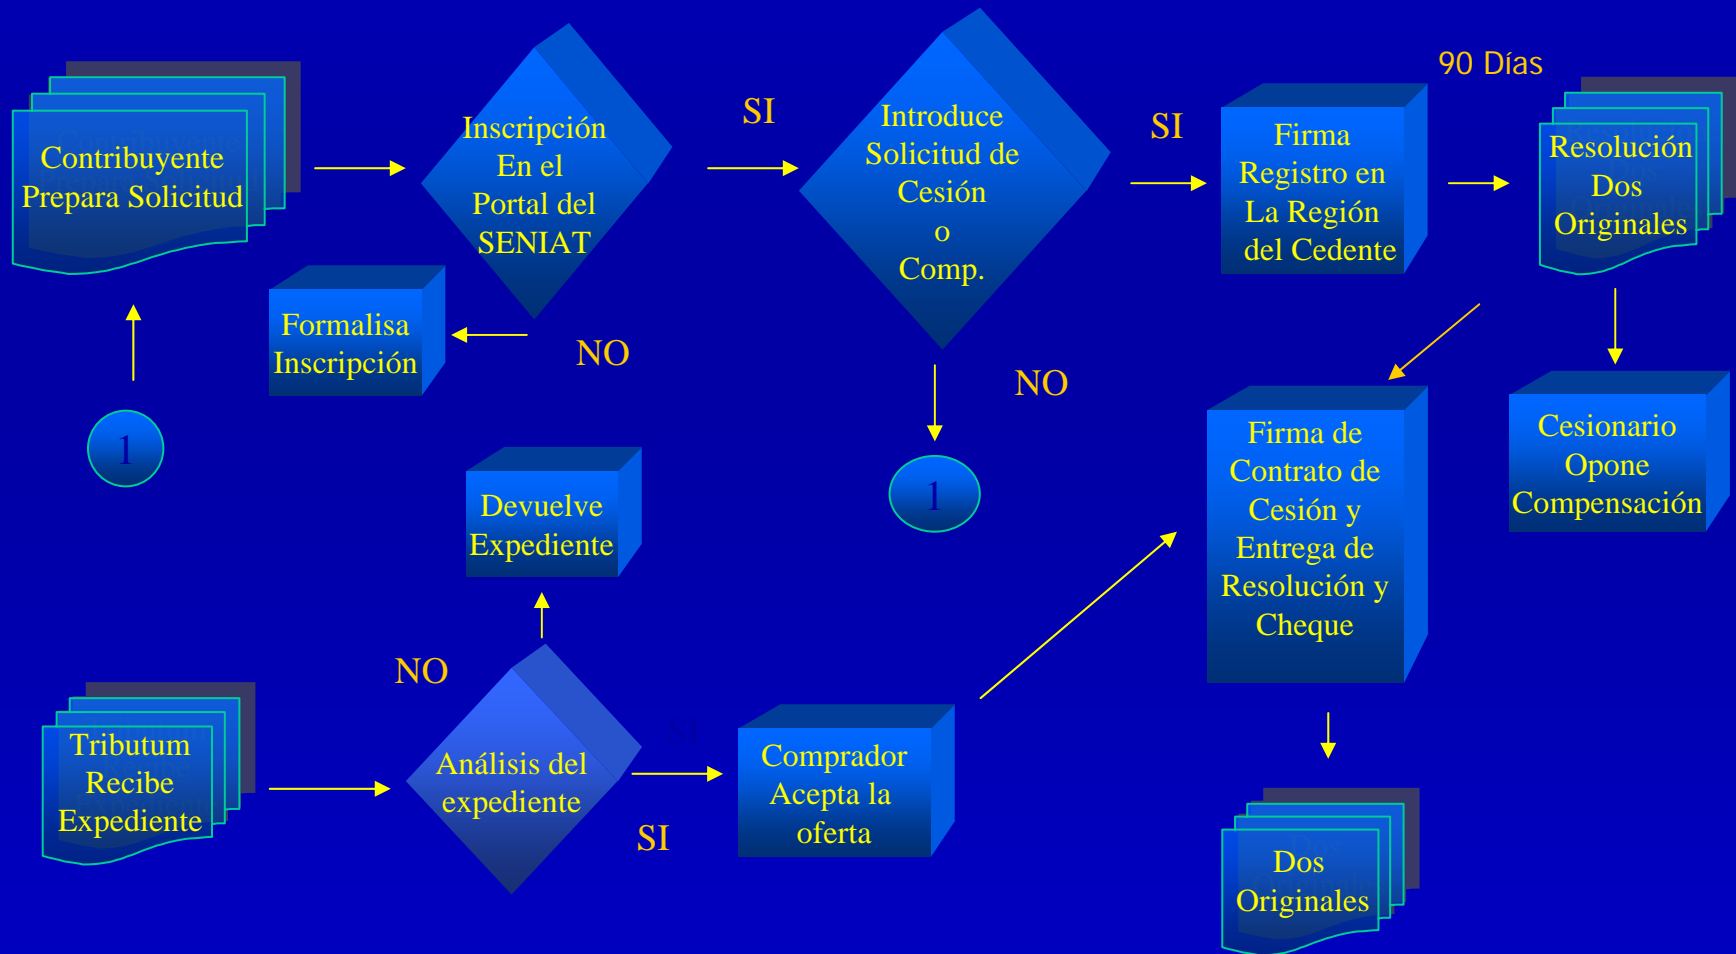 Contribuyente
Prepara Solicitud
Inscripción
En el
Portal del
SENIAT
SI
Introduce
Solicitud de
Cesión
o
Comp.
SI
Firma
Registro en
La Región
del Cedente
90 Días
Resolución
Dos
Originales
Formalisa
Inscripción
NO
NO
1
1
Firma de
Contrato de
Cesión y
Entrega de
Resolución y
Cheque
Cesionario
Opone
Compensación
Devuelve
Expediente
NO
Tributum
Recibe
Expediente
Análisis del
expediente
SI
SI
Comprador
Acepta la
oferta
Dos
Originales